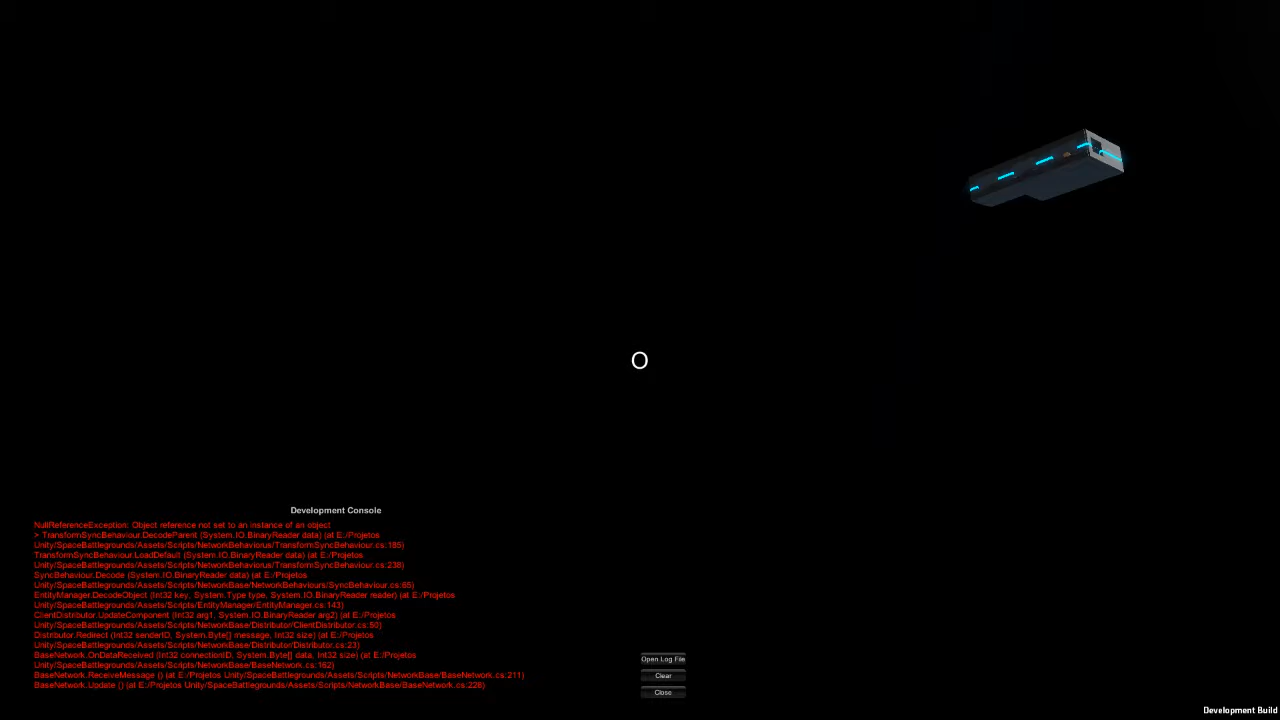 O
Development Console
NullReferenceException: Object reference not set to an instance of an object
> TransformSyncBehaviour.DecodeParent (System.IO.BinaryReader data) (at E:/Projetos
Unity/SpaceBattlegrounds/Assets/Scripts/NetworkBehaviorus/TransformSyncBehaviour.cs:185)
TransformSyncBehaviour.LoadDefault (System.IO.BinaryReader data) (at E:/Projetos
Unity/SpaceBattlegrounds/Assets/Scripts/NetworkBehaviorus/TransformSyncBehaviour.cs:238)
SyncBehaviour.Decode (System.IO.BinaryReader data) (at E:/Projetos
Unity/SpaceBattlegrounds/Assets/Scripts/NetworkBase/NetworkBehaviours/SyncBehaviour.cs:65)
EntityManager.DecodeObject (Int32 key, System.Type type, System.IO.BinaryReader reader) (at E:/Projetos
Unity/SpaceBattlegrounds/Assets/Scripts/EntityManager/EntityManager.cs:143)
ClientDistributor.UpdateComponent (Int32 arg1, System.IO.BinaryReader arg2) (at E:/Projetos
Unity/SpaceBattlegrounds/Assets/Scripts/NetworkBase/Distributor/ClientDistributor.cs:50)
Distributor.Redirect (Int32 senderID, System.Byte[] message, Int32 size) (at E:/Projetos
Unity/SpaceBattlegrounds/Assets/Scripts/NetworkBase/Distributor/Distributor.cs:23)
BaseNetwork.OnDataReceived (Int32 connectionID, System.Byte[] data, Int32 size) (at E:/Projetos
Unity/SpaceBattlegrounds/Assets/Scripts/NetworkBase/BaseNetwork.cs:162)
BaseNetwork.ReceiveMessage () (at E:/Projetos Unity/SpaceBattlegrounds/Assets/Scripts/NetworkBase/BaseNetwork.cs:211)
BaseNetwork.Update () (at E:/Projetos Unity/SpaceBattlegrounds/Assets/Scripts/NetworkBase/BaseNetwork.cs:228)
Open Log File
Clear
Close
Development Build